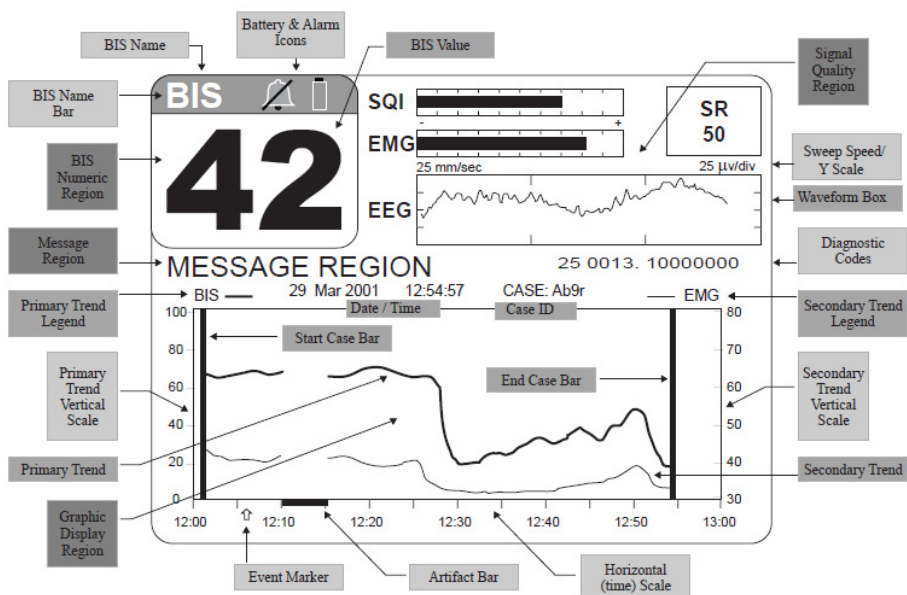 Battery & Alarm
Icons
BIS Name
BIS Value
Signal
Quality
Region
BIS Name
Bar
BIS
SQI
- +
EMG
SR
50
42
25 mm/sec
25 µv/div
Sweep Speed/
Y Scale
BIS
Numeric
Region
EEG
Waveform Box
Message
Region
MESSAGE REGION
25 0013. 10000000
Diagnostic
Codes
BIS
29 Mar 2001 12:54:57
CASE: Ab9r
EMG
Primary Trend
Legend
Date / Time
Case ID
Secondary Trend
Legend
100
80
60
40
20
0
Start Case Bar
End Case Bar
80
70
60
50
40
30
Primary
Trend
Vertical
Scale
Secondary
Trend
Vertical
Scale
Primary Trend
Secondary Trend
Graphic
Display
Region
12:00 12:10 12:20 12:30 12:40 12:50 13:00
Event Marker
Artifact Bar
Horizontal
(time) Scale